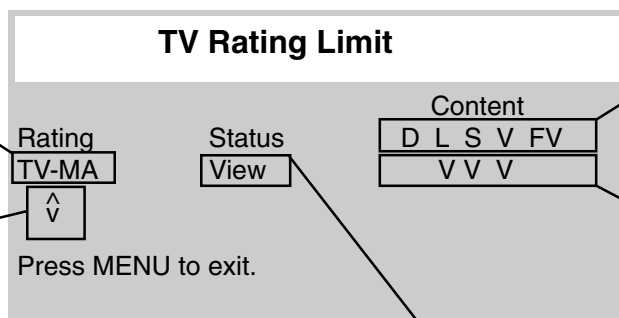 TV Rating Limit
Content
Rating Status D L S V FV
TV-MA View V V V
^
v
Press MENU to exit.